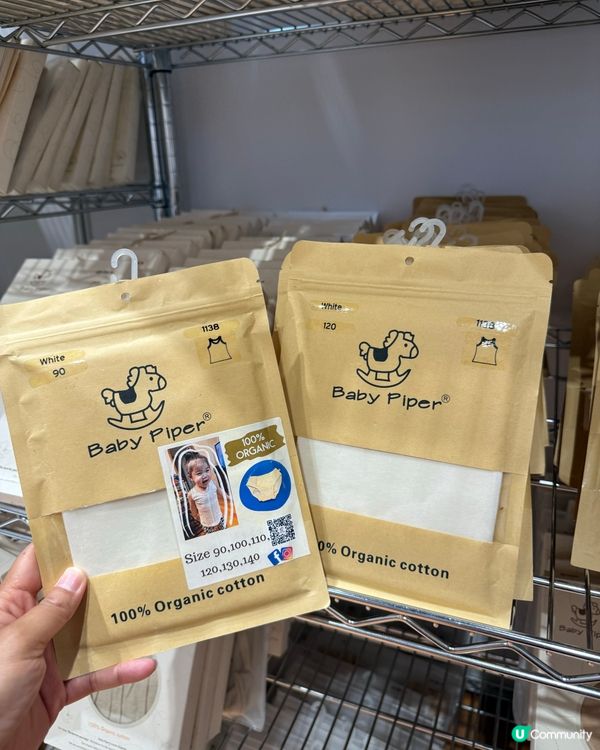 White
90
1138
Baby Piper®
100%
ORGANIC
Size 90,100,110,
120,130,140
100% Organic cotton
White
120
Baby Piper®
0% Organic cotton
U Community